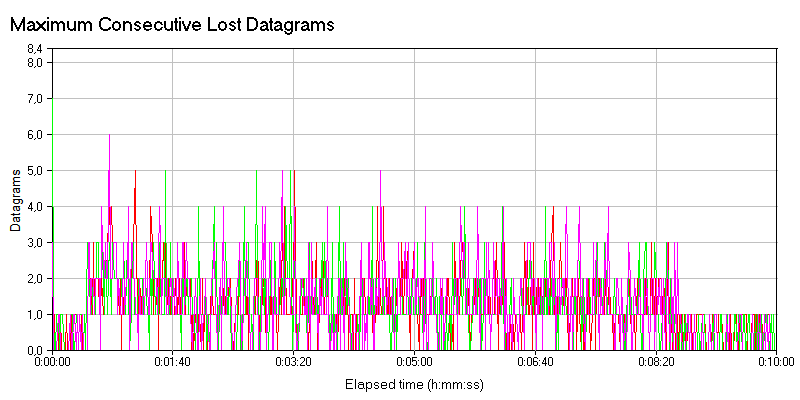 Maximum Consecutive Lost Datagrams
8,4
8,0
7,0
6,0
5,0
4,0
3,0
2,0
1,0
0,0
Datagrams
0:00:00 0:01:40 0:03:20 0:05:00 0:06:40 0:08:20 0:10:00
Elapsed time (h:mm:ss)